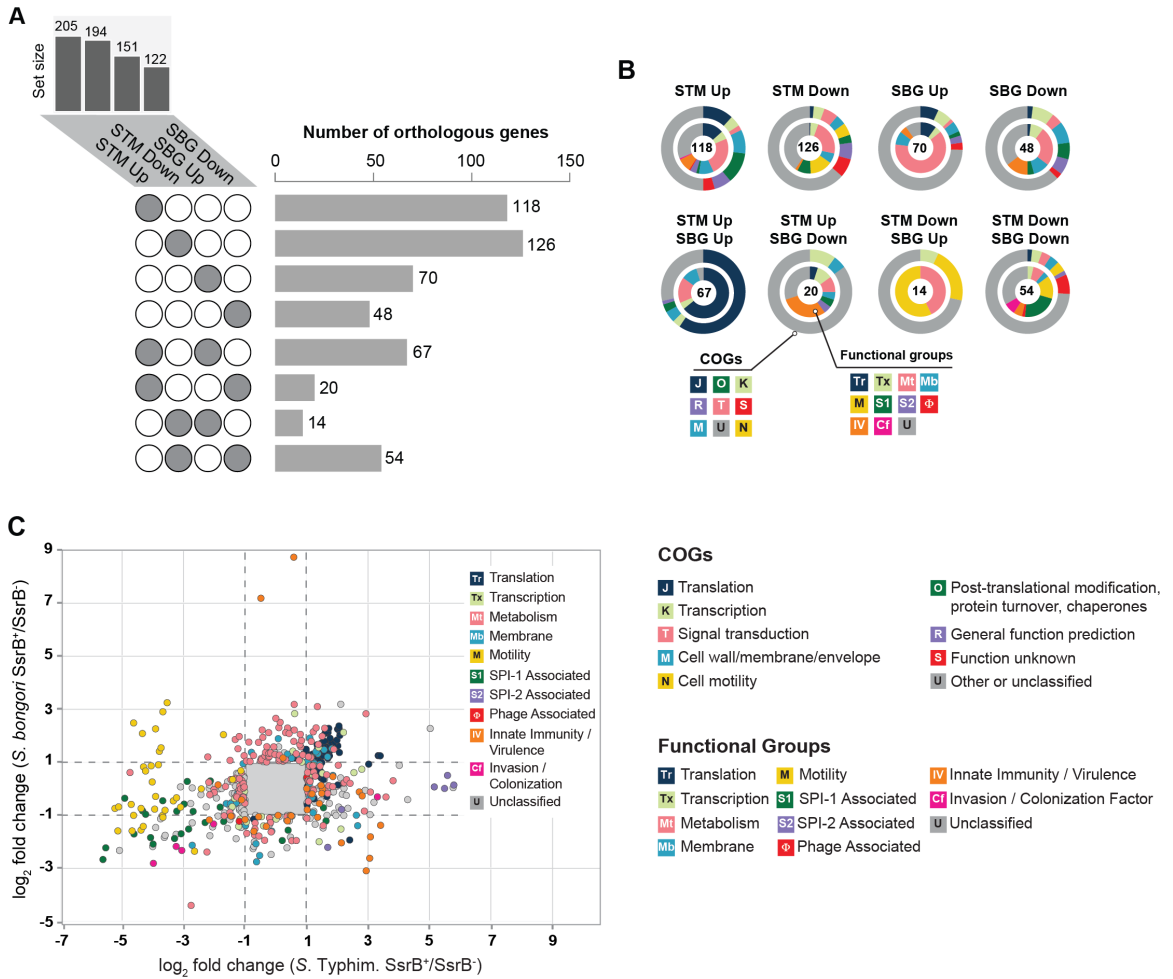 A
205
194
151
122
Set size
STM Up
STM Down
SBG Up
SBG Down
Number of orthologous genes
0
50
100
150
118
126
70
48
67
20
14
54
B
STM Up
STM Down
SBG Up
SBG Down
118
126
70
48
STM Up
SBG Up
STM Up
SBG Down
STM Down
SBG Up
STM Down
SBG Down
67
20
14
54
COGs
J O K
R T S
M U N
Functional groups
Tr Tx Mt Mb
M S1 S2 Φ
IV Cf U
C
log2 fold change (S. bongori SsrB+/SsrB-)
9
7
5
3
1
-1
-3
-5
-7
-5
-3
-1
1
3
5
7
9
log2 fold change (S. Typhim. SsrB+/SsrB-)
Tr Translation
Tx Transcription
Mt Metabolism
Mb Membrane
M Motility
S1 SPI-1 Associated
S2 SPI-2 Associated
Φ Phage Associated
IV Innate Immunity /
Virulence
Cf Invasion /
Colonization
U Unclassified
COGs
J Translation
K Transcription
T Signal transduction
M Cell wall/membrane/envelope
N Cell motility
O Post-translational modification,
protein turnover, chaperones
R General function prediction
S Function unknown
U Other or unclassified
Functional Groups
Tr Translation
Tx Transcription
Mt Metabolism
Mb Membrane
M Motility
S1 SPI-1 Associated
S2 SPI-2 Associated
Φ Phage Associated
IV Innate Immunity / Virulence
Cf Invasion / Colonization Factor
U Unclassified